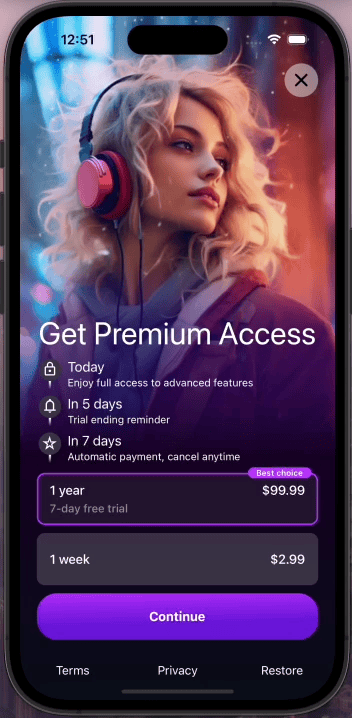 12:51
Get Premium Access
Today
Enjoy full access to advanced features
In 5 days
Trial ending reminder
In 7 days
Automatic payment, cancel anytime
Best choice
1 year $99.99
7-day free trial
1 week $2.99
Continue
Terms Privacy Restore